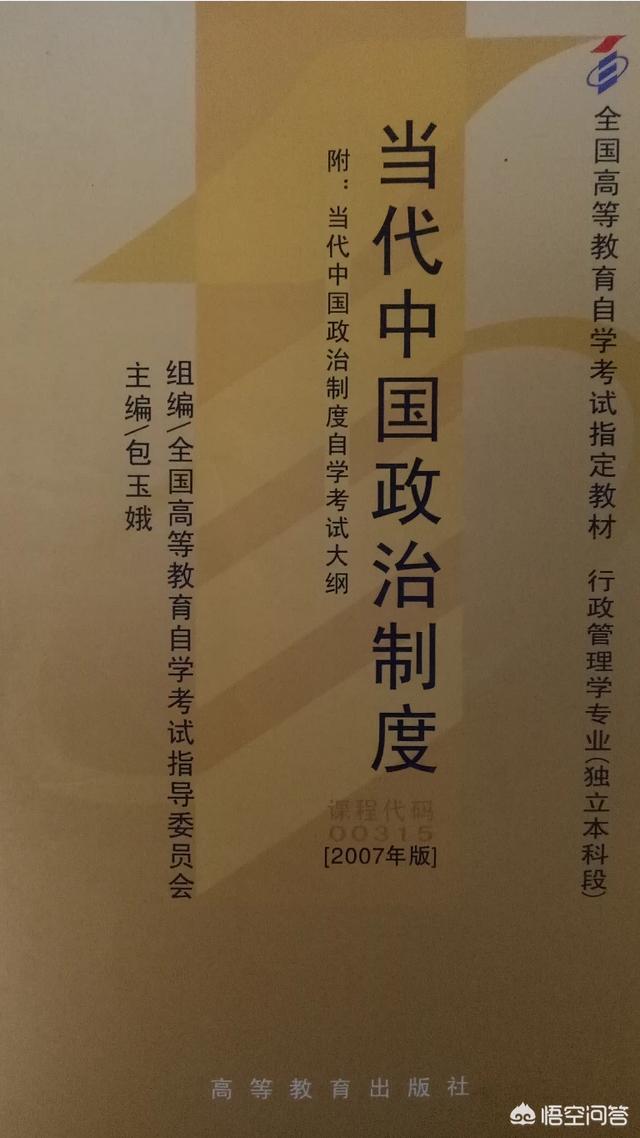 全国高等教育自学考试指定教材 行政管理学专业(独立本科段)
当代中国政治制度
附：当代中国政治制度自学考试大纲
课程代码
00315
[2007年版]
组编/全国高等教育自学考试指导委员会
主编/包玉娥
高等教育出版社
悟空问答